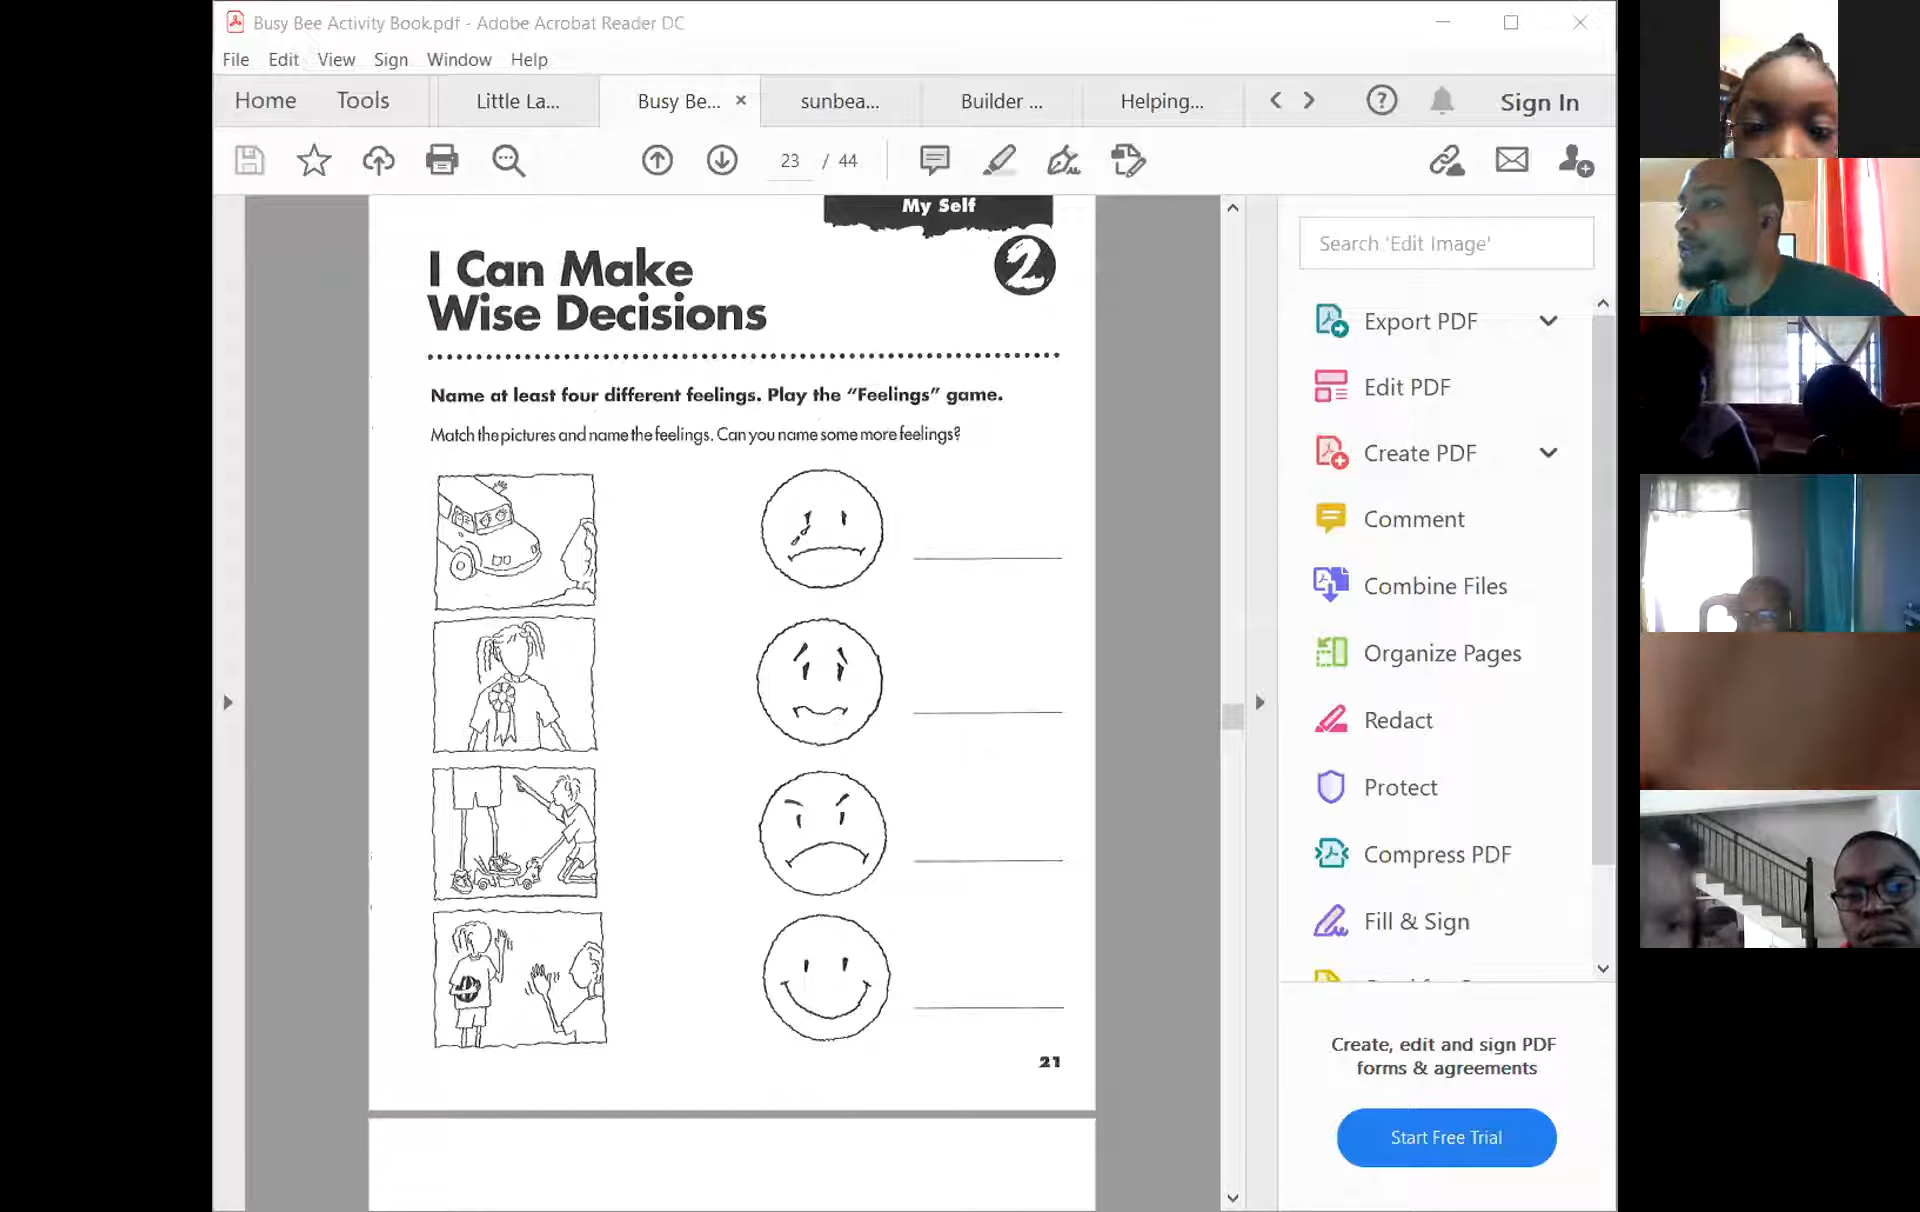 Busy Bee Activity Book.pdf - Adobe Acrobat Reader DC
File Edit View Sign Window Help
Home Tools Little La... Busy Be... × sunbea... Builder ... Helping... Sign In
23 / 44
My Self
2
I Can Make
Wise Decisions
Name at least four different feelings. Play the “Feelings” game.
Match the pictures and name the feelings. Can you name some more feelings?
21
Search 'Edit Image'
Export PDF
Edit PDF
Create PDF
Comment
Combine Files
Organize Pages
Redact
Protect
Compress PDF
Fill & Sign
Create, edit and sign PDF
forms & agreements
Start Free Trial